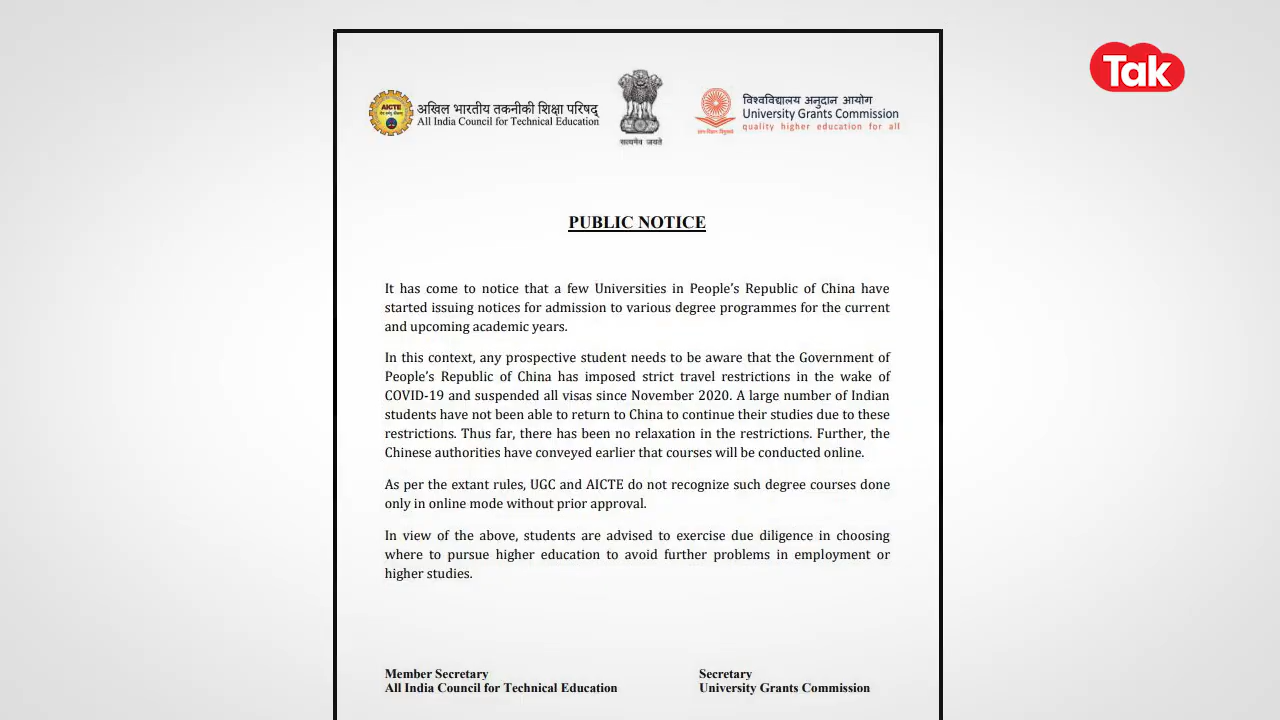 Tak
AICTE
अखिल भारतीय तकनीकी शिक्षा परिषद्
All India Council for Technical Education
सत्यमेव जयते
विश्वविद्यालय अनुदान आयोग
University Grants Commission
quality higher education for all
PUBLIC NOTICE
It has come to notice that a few Universities in People’s Republic of China have
started issuing notices for admission to various degree programmes for the current
and upcoming academic years.
In this context, any prospective student needs to be aware that the Government of
People’s Republic of China has imposed strict travel restrictions in the wake of
COVID-19 and suspended all visas since November 2020. A large number of Indian
students have not been able to return to China to continue their studies due to these
restrictions. Thus far, there has been no relaxation in the restrictions. Further, the
Chinese authorities have conveyed earlier that courses will be conducted online.
As per the extant rules, UGC and AICTE do not recognize such degree courses done
only in online mode without prior approval.
In view of the above, students are advised to exercise due diligence in choosing
where to pursue higher education to avoid further problems in employment or
higher studies.
Member Secretary
All India Council for Technical Education
Secretary
University Grants Commission